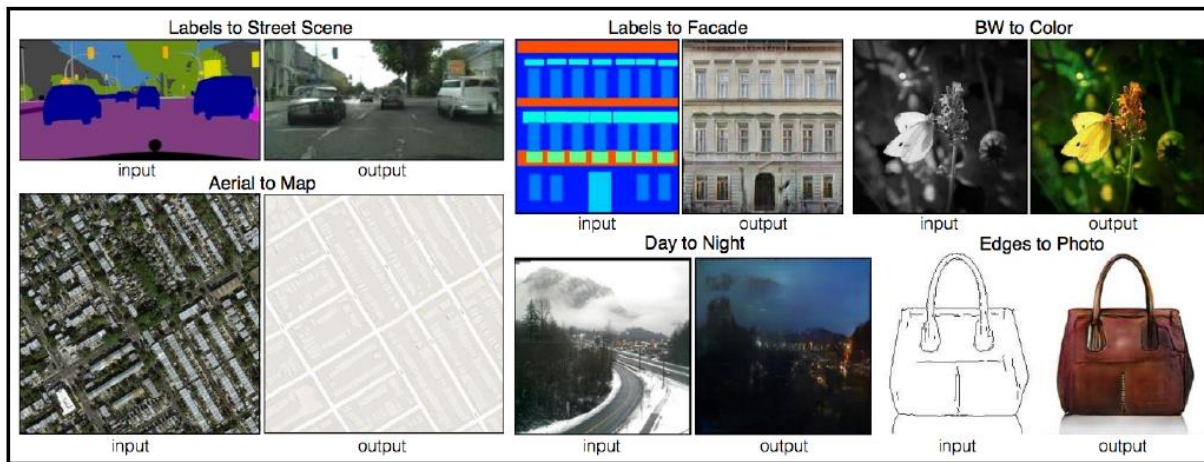 Labels to Street Scene
input
output
Aerial to Map
input
output
Labels to Facade
input
output
BW to Color
input
output
Day to Night
input
output
Edges to Photo
input
output